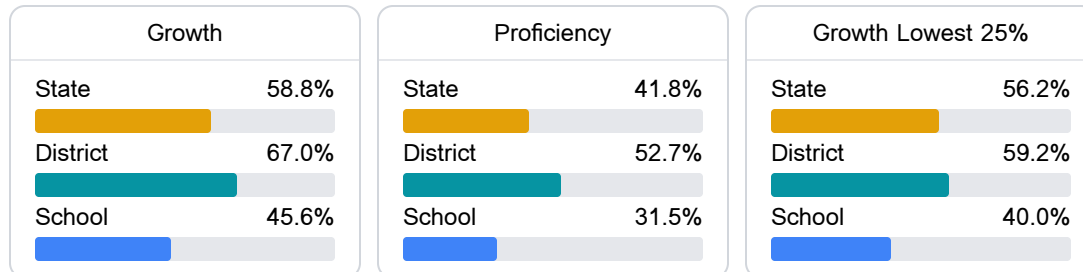 Growth
State 58.8%
District 67.0%
School 45.6%
Proficiency
State 41.8%
District 52.7%
School 31.5%
Growth Lowest 25%
State 56.2%
District 59.2%
School 40.0%